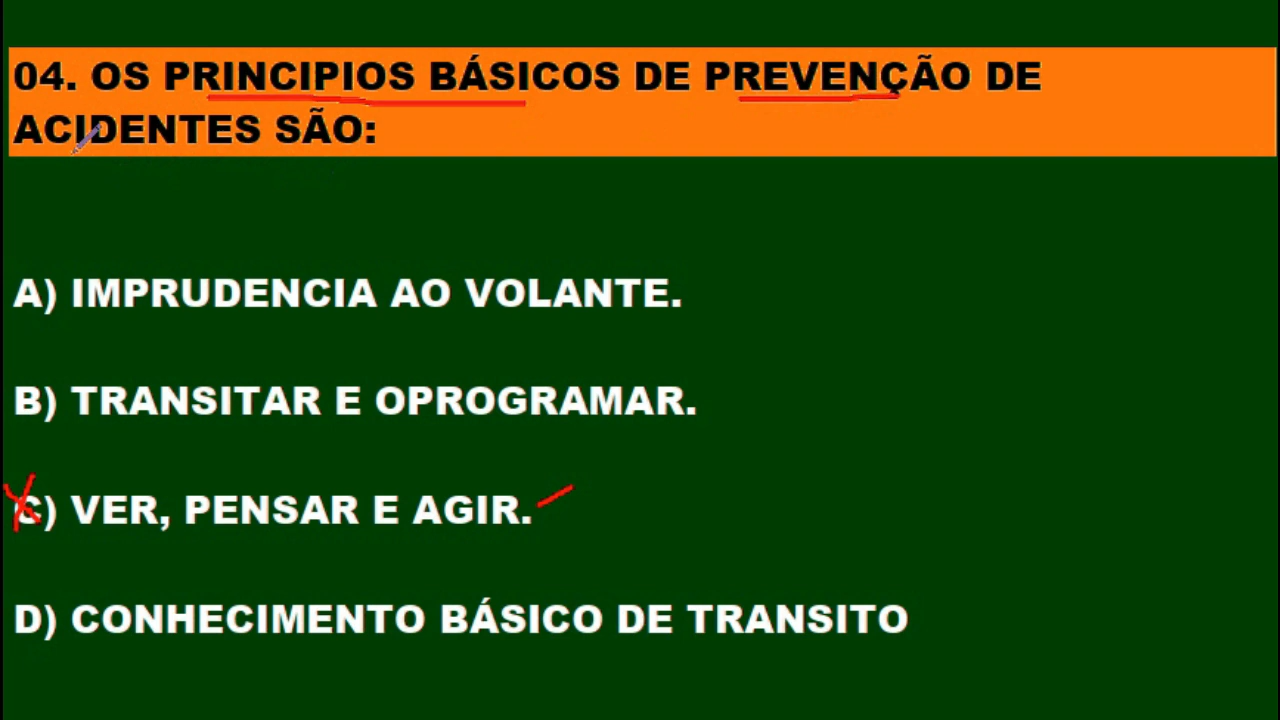 04. OS PRINCIPIOS BÁSICOS DE PREVENÇÃO DE
ACIDENTES SÃO:
A) IMPRUDENCIA AO VOLANTE.
B) TRANSITAR E OPROGRAMAR.
C) VER, PENSAR E AGIR.
D) CONHECIMENTO BÁSICO DE TRANSITO